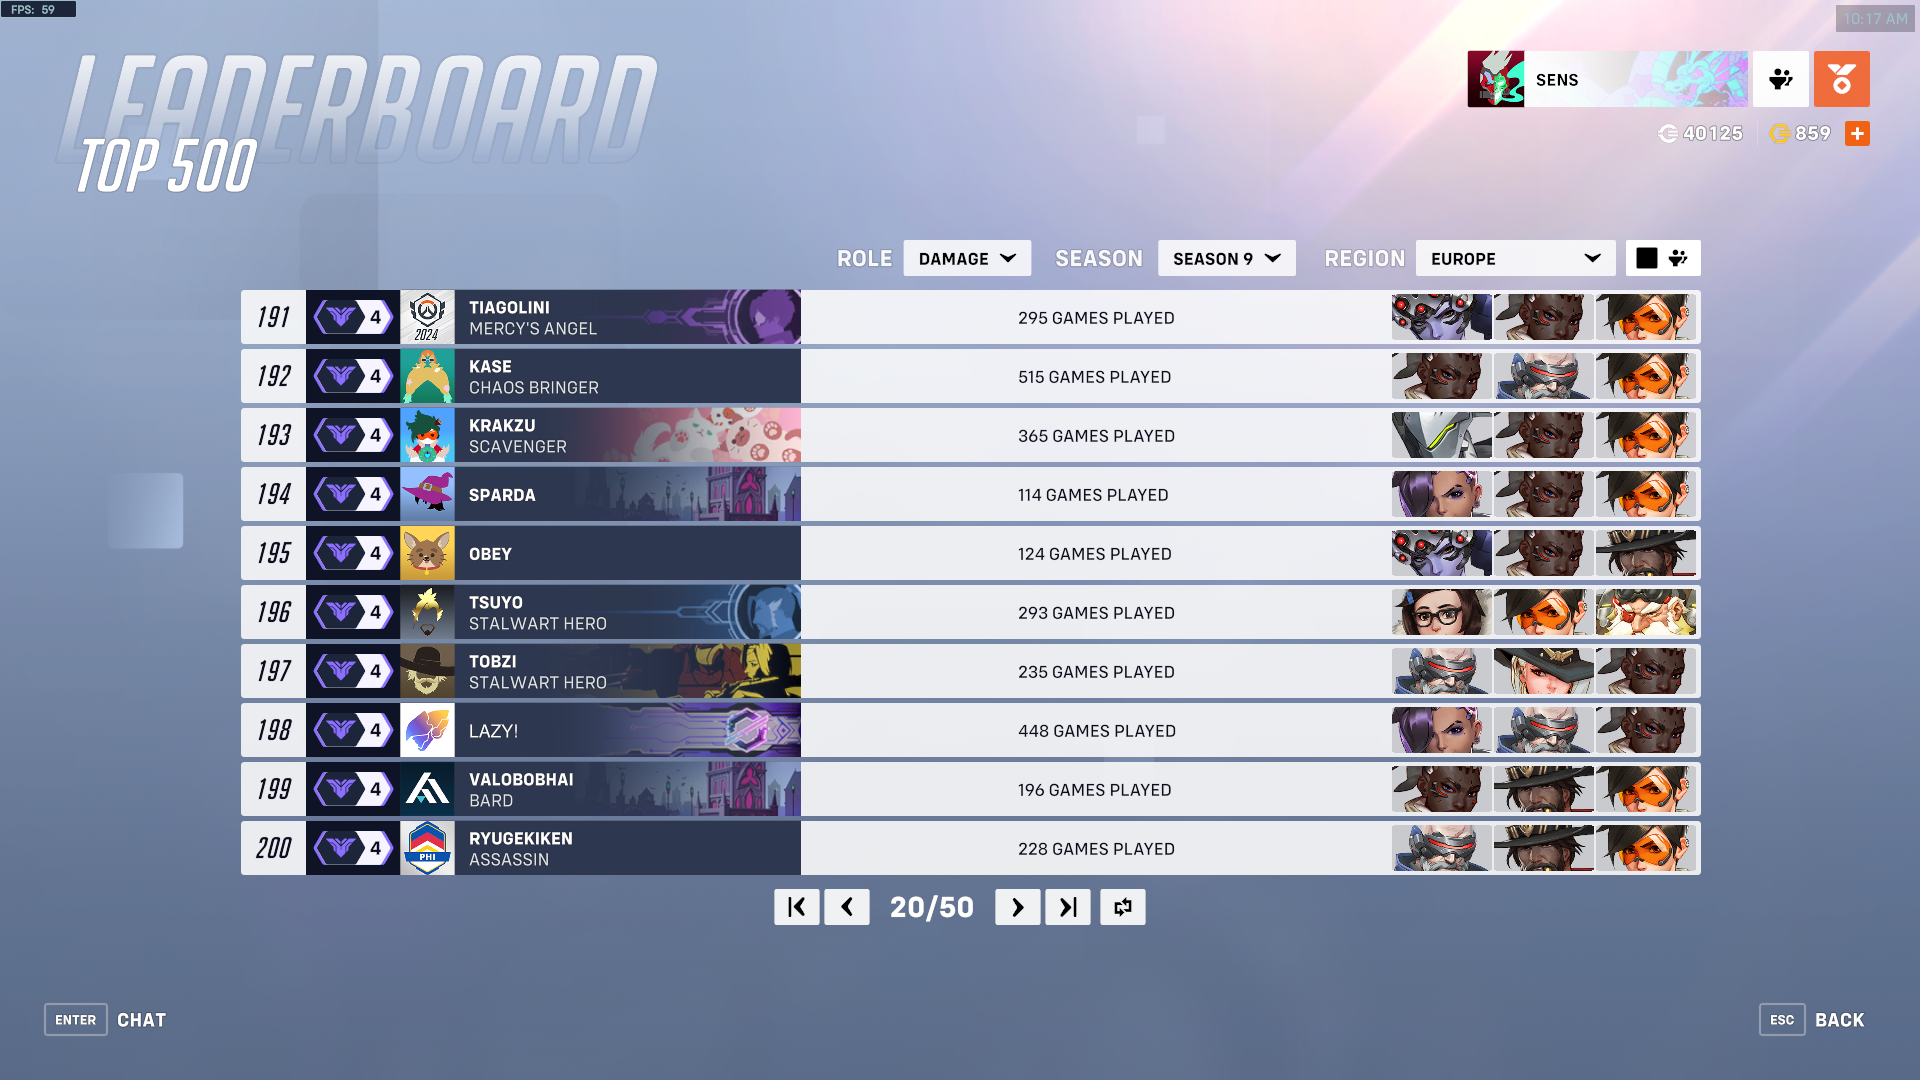 FPS: 59
10:17 AM
LEADERBOARD
TOP 500
SENS
40125
859
ROLE DAMAGE SEASON SEASON 9 REGION EUROPE
191 4 2024 TIAGOLINI
MERCY'S ANGEL
295 GAMES PLAYED
192 4 KASE
CHAOS BRINGER
515 GAMES PLAYED
193 4 KRAKZU
SCAVENGER
365 GAMES PLAYED
194 4 SPARDA
114 GAMES PLAYED
195 4 OBEY
124 GAMES PLAYED
196 4 TSUYO
STALWART HERO
293 GAMES PLAYED
197 4 TOBZI
STALWART HERO
235 GAMES PLAYED
198 4 LAZY!
448 GAMES PLAYED
199 4 VALOBOBHAI
BARD
196 GAMES PLAYED
200 4 PHI RYUGEKIKEN
ASSASSIN
228 GAMES PLAYED
20/50
ENTER CHAT
ESC BACK